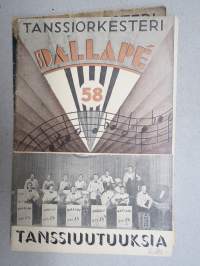 TANSSIORKESTERI
DALLAPÉ
58
TANSSIUUTUUKSIA